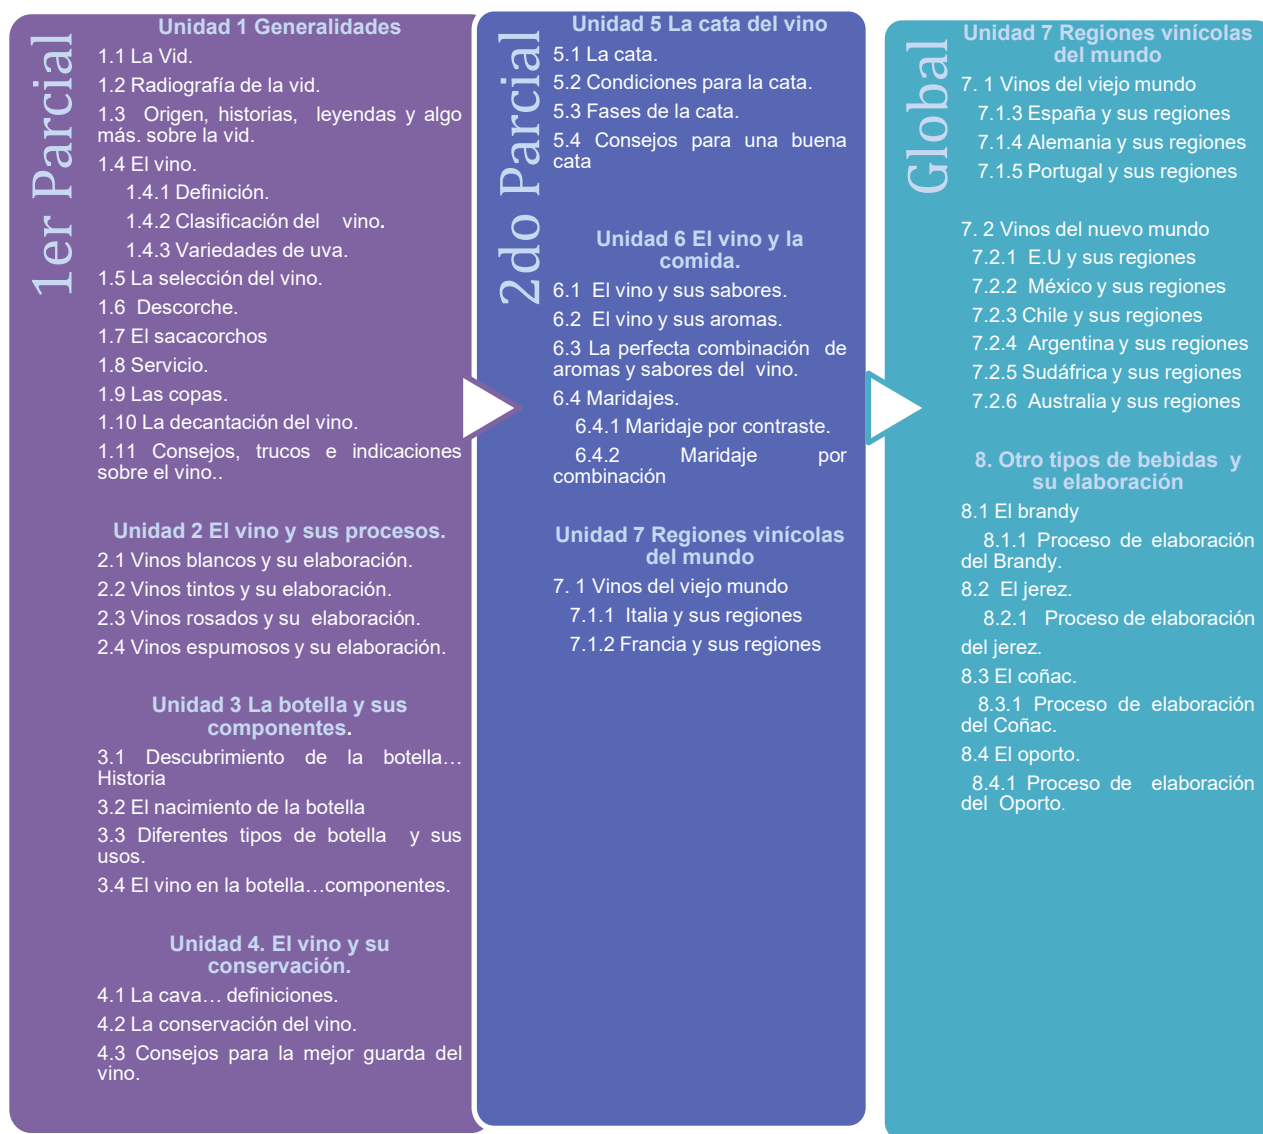 1er Parcial
Unidad 1 Generalidades
1.1 La Vid.
1.2 Radiografía de la vid.
1.3 Origen, historias, leyendas y algo
más. sobre la vid.
1.4 El vino.
1.4.1 Definición.
1.4.2 Clasificación del vino.
1.4.3 Variedades de uva.
1.5 La selección del vino.
1.6 Descorche.
1.7 El sacacorchos
1.8 Servicio.
1.9 Las copas.
1.10 La decantación del vino.
1.11 Consejos, trucos e indicaciones
sobre el vino..
Unidad 2 El vino y sus procesos.
2.1 Vinos blancos y su elaboración.
2.2 Vinos tintos y su elaboración.
2.3 Vinos rosados y su elaboración.
2.4 Vinos espumosos y su elaboración.
Unidad 3 La botella y sus
componentes.
3.1 Descubrimiento de la botella…
Historia
3.2 El nacimiento de la botella
3.3 Diferentes tipos de botella y sus
usos.
3.4 El vino en la botella…componentes.
Unidad 4. El vino y su
conservación.
4.1 La cava… definiciones.
4.2 La conservación del vino.
4.3 Consejos para la mejor guarda del
vino.
2do Parcial
Unidad 5 La cata del vino
5.1 La cata.
5.2 Condiciones para la cata.
5.3 Fases de la cata.
5.4 Consejos para una buena
cata
Unidad 6 El vino y la
comida.
6.1 El vino y sus sabores.
6.2 El vino y sus aromas.
6.3 La perfecta combinación de
aromas y sabores del vino.
6.4 Maridajes.
6.4.1 Maridaje por contraste.
6.4.2 Maridaje por
combinación
Unidad 7 Regiones vinícolas
del mundo
7. 1 Vinos del viejo mundo
7.1.1 Italia y sus regiones
7.1.2 Francia y sus regiones
Global
Unidad 7 Regiones vinícolas
del mundo
7. 1 Vinos del viejo mundo
7.1.3 España y sus regiones
7.1.4 Alemania y sus regiones
7.1.5 Portugal y sus regiones
7. 2 Vinos del nuevo mundo
7.2.1 E.U y sus regiones
7.2.2 México y sus regiones
7.2.3 Chile y sus regiones
7.2.4 Argentina y sus regiones
7.2.5 Sudáfrica y sus regiones
7.2.6 Australia y sus regiones
8. Otro tipos de bebidas y
su elaboración
8.1 El brandy
8.1.1 Proceso de elaboración
del Brandy.
8.2 El jerez.
8.2.1 Proceso de elaboración
del jerez.
8.3 El coñac.
8.3.1 Proceso de elaboración
del Coñac.
8.4 El oporto.
8.4.1 Proceso de elaboración
del Oporto.